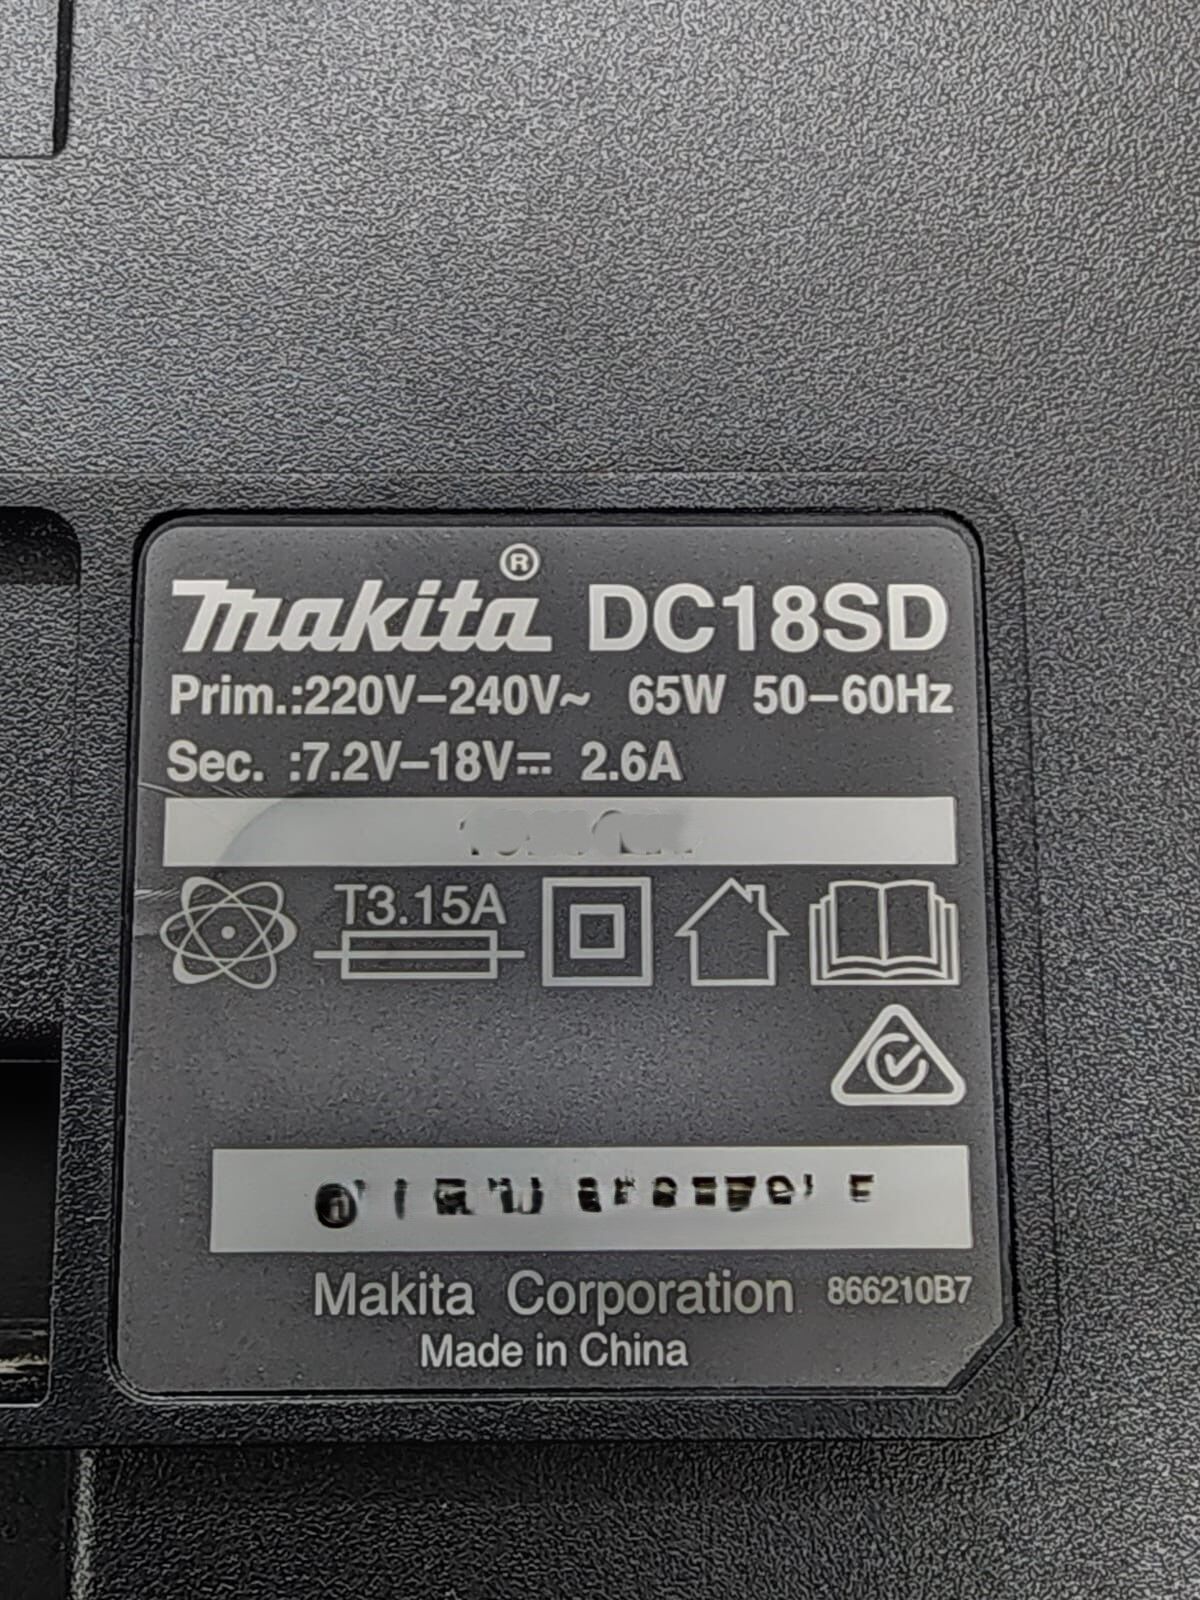 makita® DC18SD
Prim.:220V–240V~ 65W 50–60Hz
Sec. :7.2V–18V⎓ 2.6A
T3.15A
Makita Corporation 866210B7
Made in China